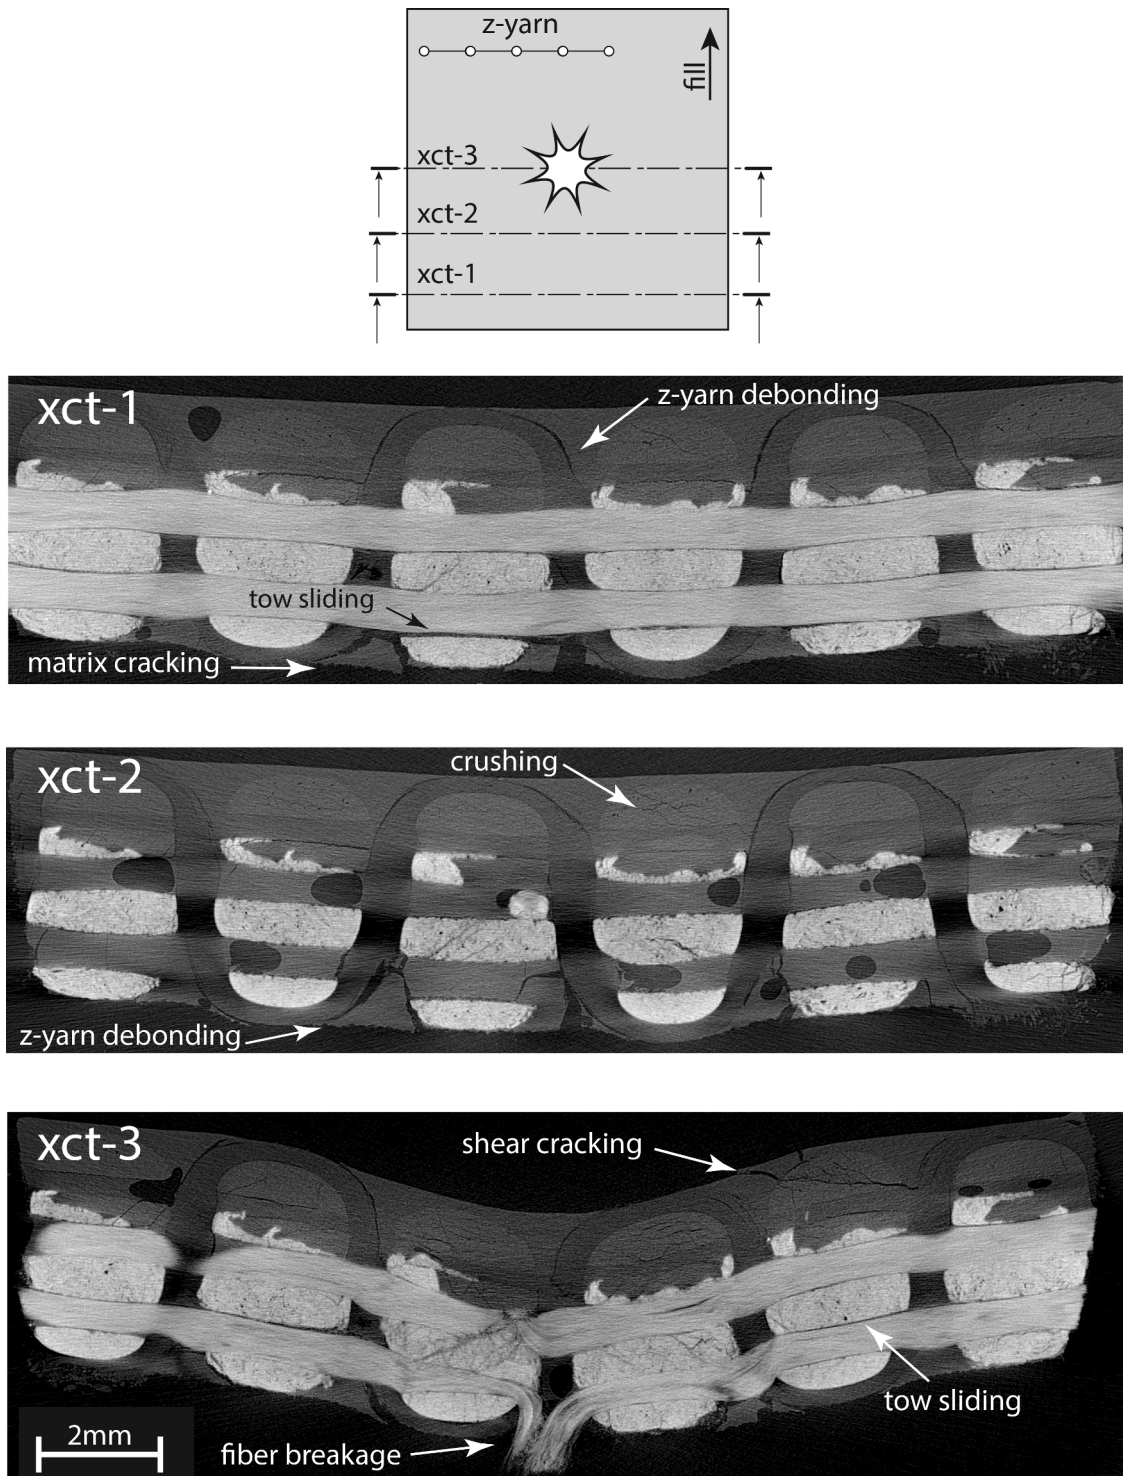 z-yarn
fill
xct-3
xct-2
xct-1
xct-1
z-yarn debonding
tow sliding
matrix cracking
xct-2
crushing
z-yarn debonding
xct-3
shear cracking
tow sliding
2mm
fiber breakage